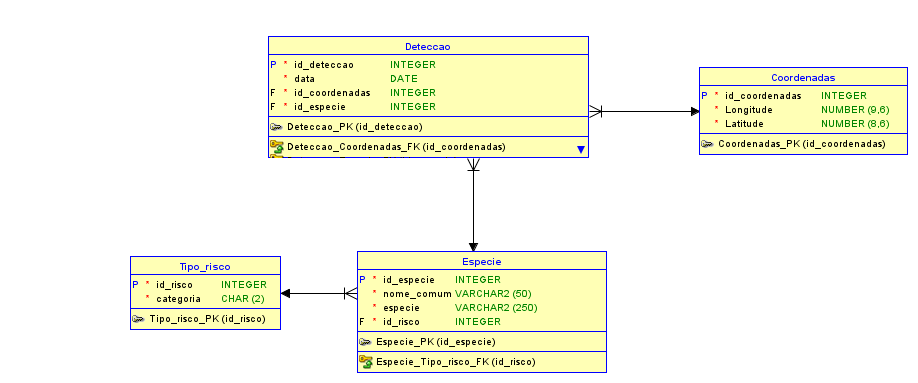 Deteccao
P * id_deteccao INTEGER
* data DATE
F * id_coordenadas INTEGER
F * id_especie INTEGER
Deteccao_PK (id_deteccao)
Deteccao_Coordenadas_FK (id_coordenadas)
Coordenadas
P * id_coordenadas INTEGER
* Longitude NUMBER (9,6)
* Latitude NUMBER (8,6)
Coordenadas_PK (id_coordenadas)
Tipo_risco
P * id_risco INTEGER
* categoria CHAR (2)
Tipo_risco_PK (id_risco)
Especie
P * id_especie INTEGER
* nome_comum VARCHAR2 (50)
* especie VARCHAR2 (250)
F * id_risco INTEGER
Especie_PK (id_especie)
Especie_Tipo_risco_FK (id_risco)